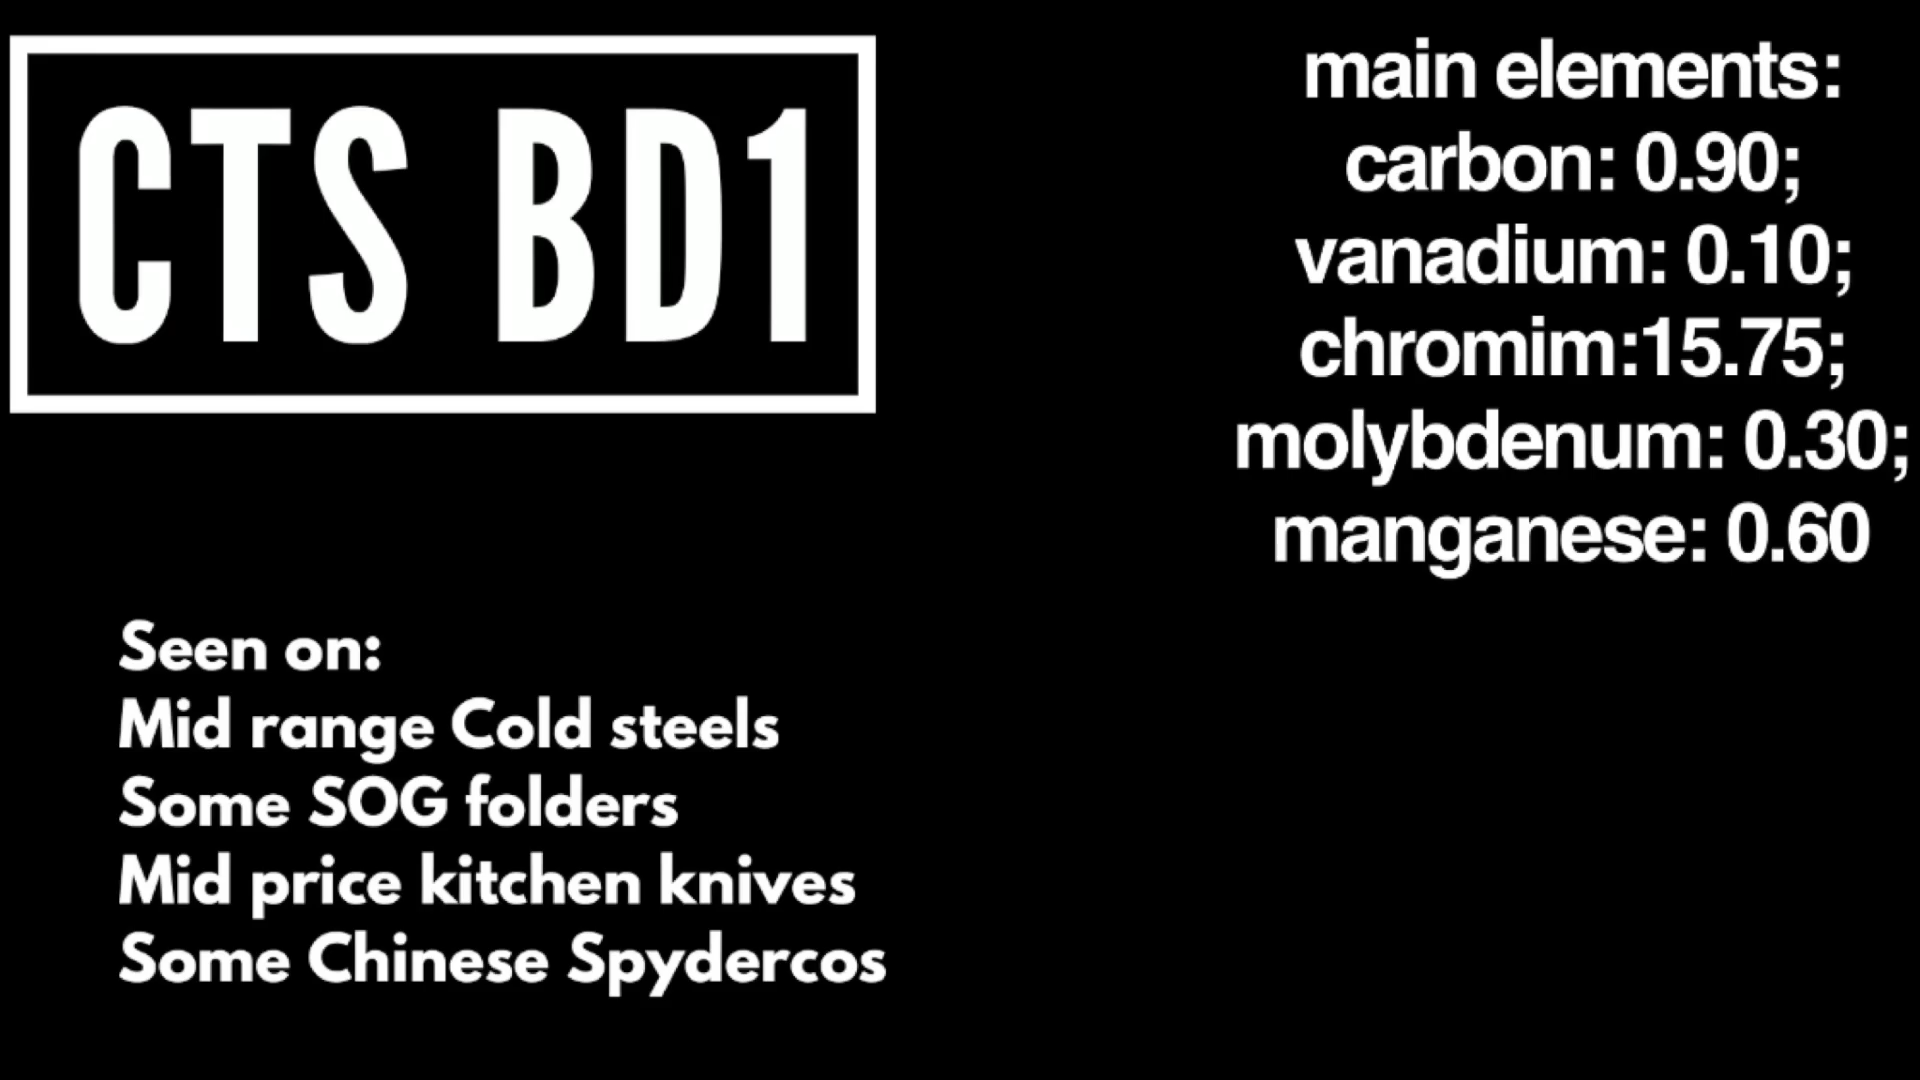 CTS BD1
main elements:
carbon: 0.90;
vanadium: 0.10;
chromim:15.75;
molybdenum: 0.30;
manganese: 0.60
Seen on:
Mid range Cold steels
Some SOG folders
Mid price kitchen knives
Some Chinese Spydercos